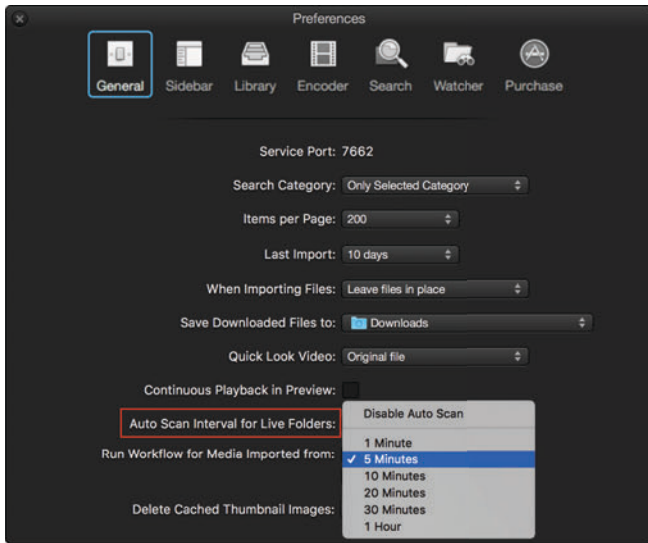 Preferences
General Sidebar Library Encoder Search Watcher Purchase
Service Port: 7662
Search Category: Only Selected Category
Items per Page: 200
Last Import: 10 days
When Importing Files: Leave files in place
Save Downloaded Files to: Downloads
Quick Look Video: Original file
Continuous Playback in Preview:
Disable Auto Scan
Auto Scan Interval for Live Folders:
1 Minute
Run Workflow for Media Imported from: ✓ 5 Minutes
10 Minutes
20 Minutes
Delete Cached Thumbnail Images: 30 Minutes
1 Hour